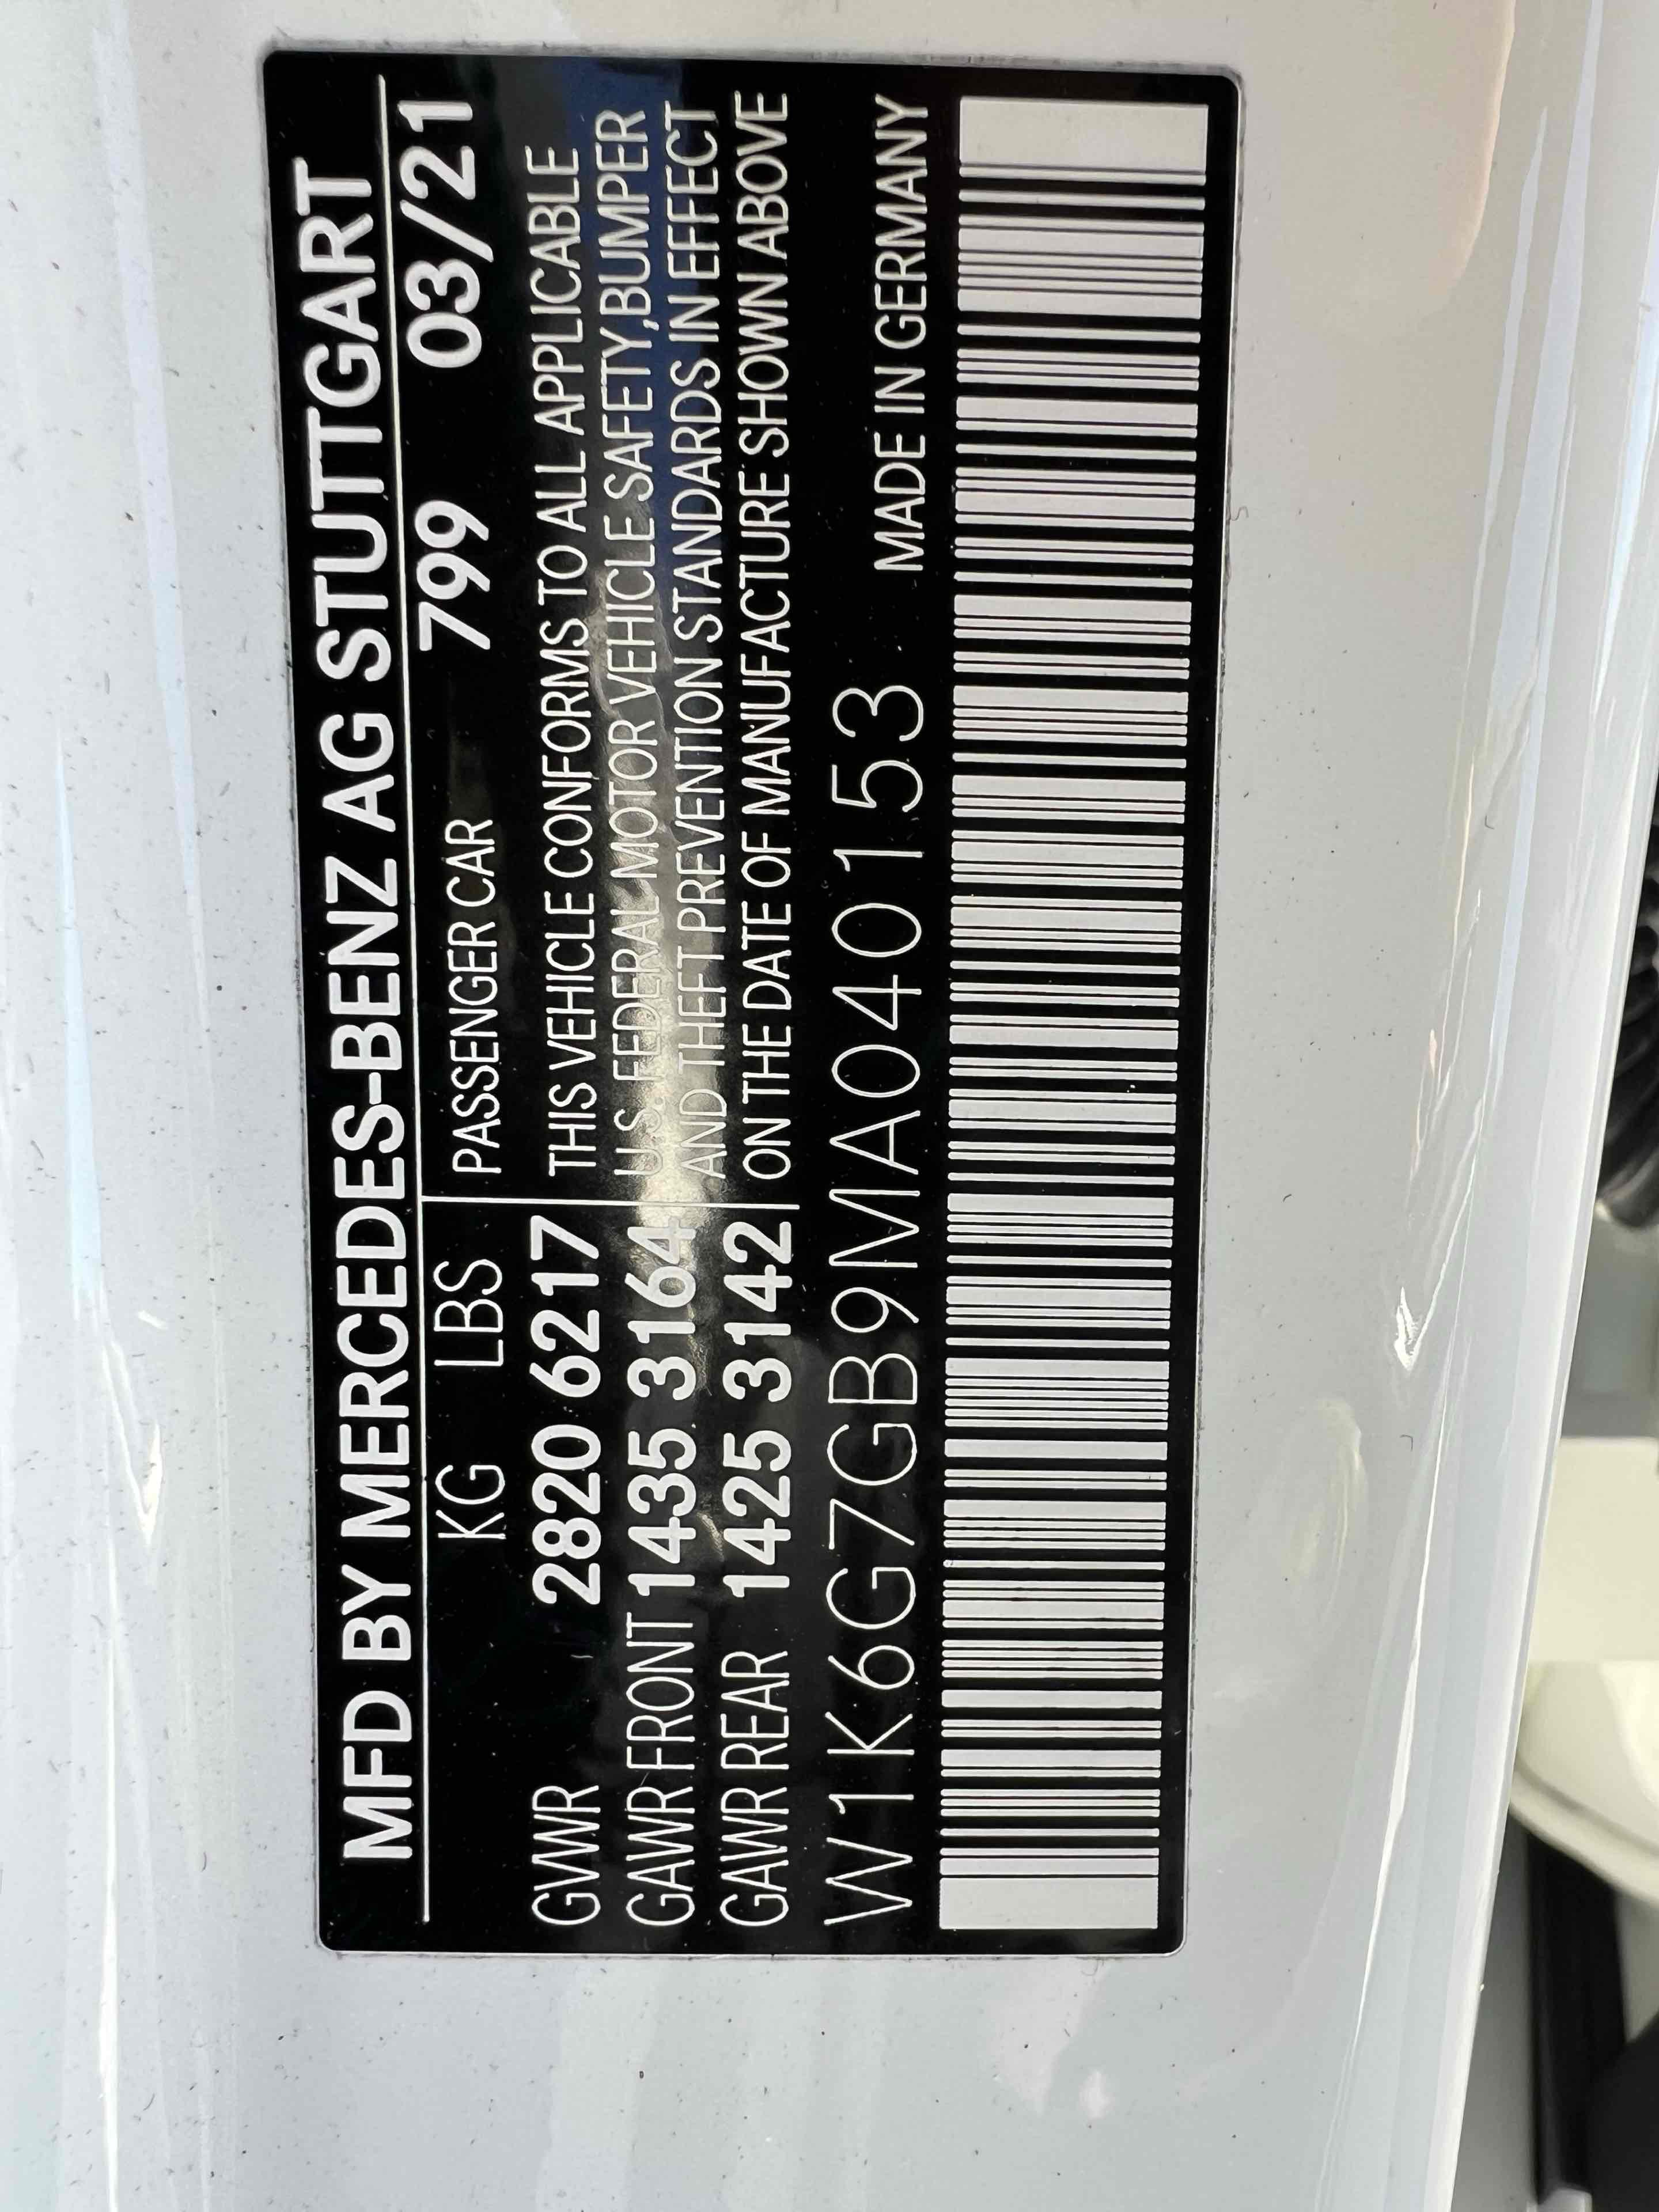 MFD BY MERCEDES-BENZ AG STUTTGART
KG LBS PASSENGER CAR 799 03/21
GVWR 2820 6217 THIS VEHICLE CONFORMS TO ALL APPLICABLE
GAWR FRONT 1435 3164 U.S. FEDERAL MOTOR VEHICLE SAFETY,BUMPER
GAWR REAR 1425 3142 AND THEFT PREVENTION STANDARDS IN EFFECT
ON THE DATE OF MANUFACTURE SHOWN ABOVE
W1K6G7GB9MA040153 MADE IN GERMANY